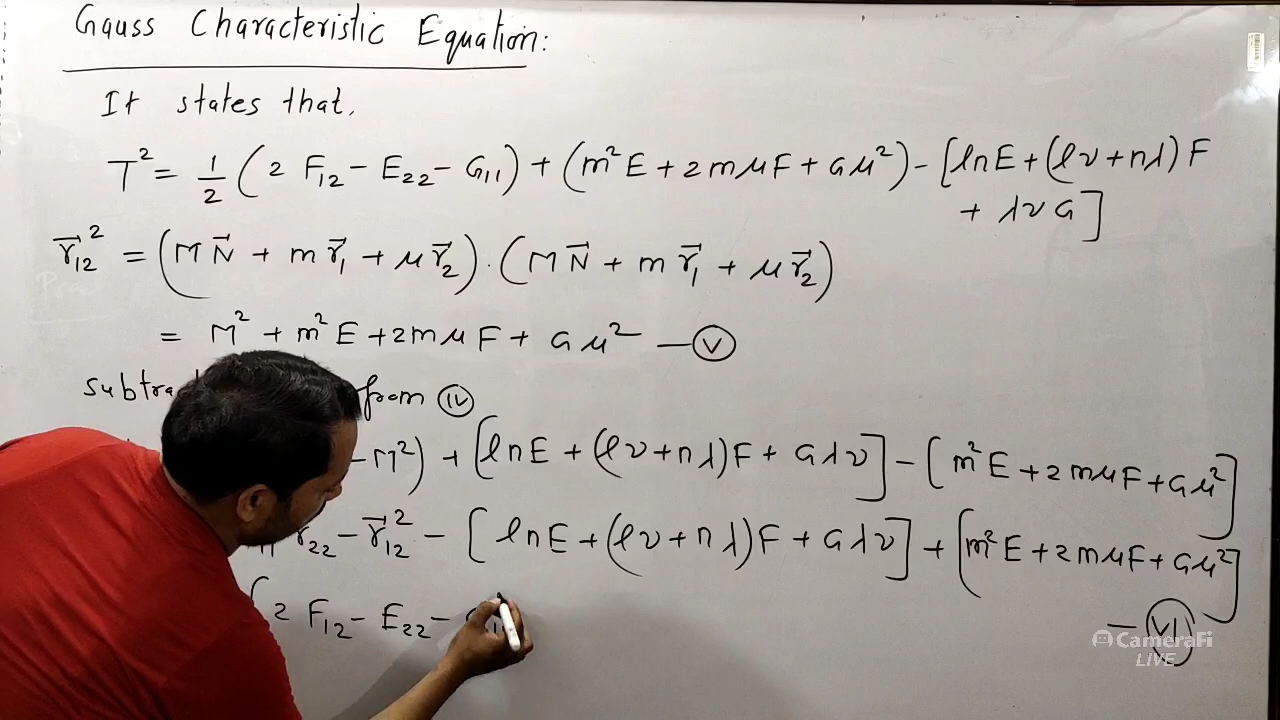 Gauss Characteristic Equation:
It states that,
T² = 1/2 (2 F₁₂ - E₂₂ - G₁₁) + (m²E + 2mμF + Gμ²) - [lnE + (lν + nλ) F
+ λνG]
r⃗₁₂² = (M N⃗ + m r⃗₁ + μ r⃗₂) . (M N⃗ + m r⃗₁ + μ r⃗₂)
= M² + m²E + 2mμF + Gμ² — Ⓥ
from ⒾⓋ
- M²) + [lnE + (lν + nλ)F + Gλν] - [m²E + 2mμF + Gμ²]
r⃗₂₂ - r⃗₁₂² - [lnE + (lν + nλ)F + Gλν] + [m²E + 2mμF + Gμ²]
— ⓋⒾ
(2 F₁₂ - E₂₂ -
CameraFi
LIVE